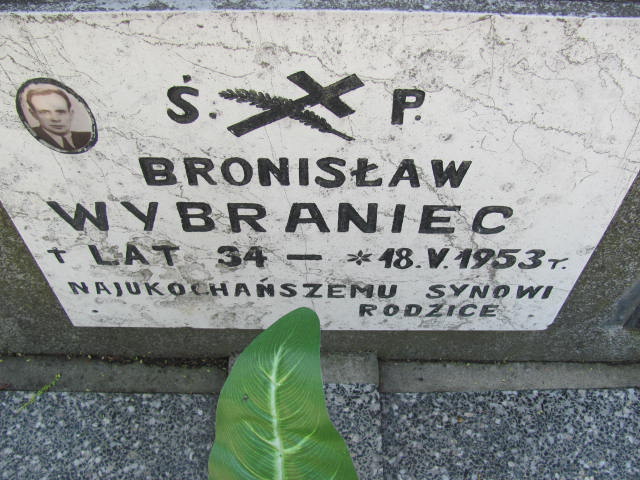 Ś. P.
BRONISŁAW
WYBRANIEC
† LAT 34 — * 18. V. 1953 r.
NAJUKOCHAŃSZEMU SYNOWI
RODZICE